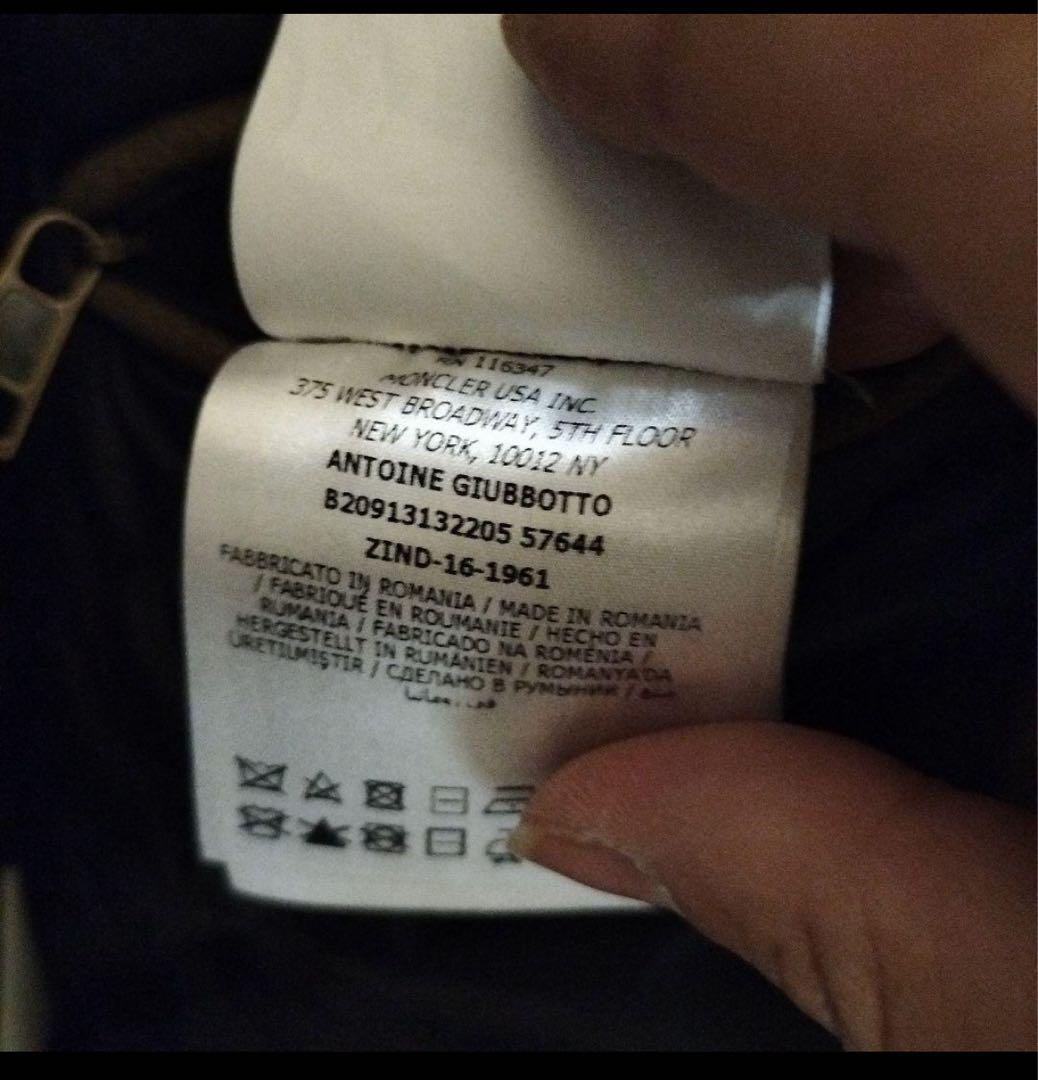 RN 116347
MONCLER USA INC.
375 WEST BROADWAY, 5TH FLOOR
NEW YORK, 10012 NY
ANTOINE GIUBBOTTO
B20913132205 57644
ZIND-16-1961
FABBRICATO IN ROMANIA / MADE IN ROMANIA
/ FABRIQUÉ EN ROUMANIE / HECHO EN
RUMANIA / FABRICADO NA ROMÉNIA /
HERGESTELLT IN RUMÄNIEN / ROMANYA'DA
ÜRETILMIŞTIR / СДЕЛАНО В РУМЫНИИ / صنع
في